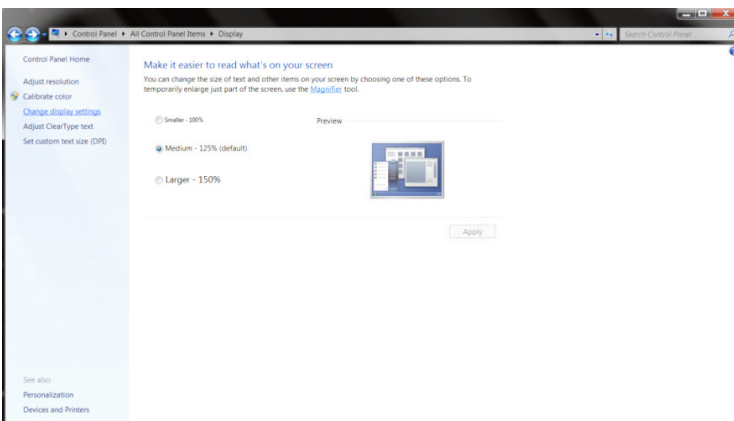 Control Panel ▸ All Control Panel Items ▸ Display
Search Control Panel
Control Panel Home
Adjust resolution
Calibrate color
Change display settings
Adjust ClearType text
Set custom text size (DPI)
Make it easier to read what's on your screen
You can change the size of text and other items on your screen by choosing one of these options. To
temporarily enlarge just part of the screen, use the Magnifier tool.
Smaller - 100%
Preview
Medium - 125% (default)
Larger - 150%
Apply
See also
Personalization
Devices and Printers